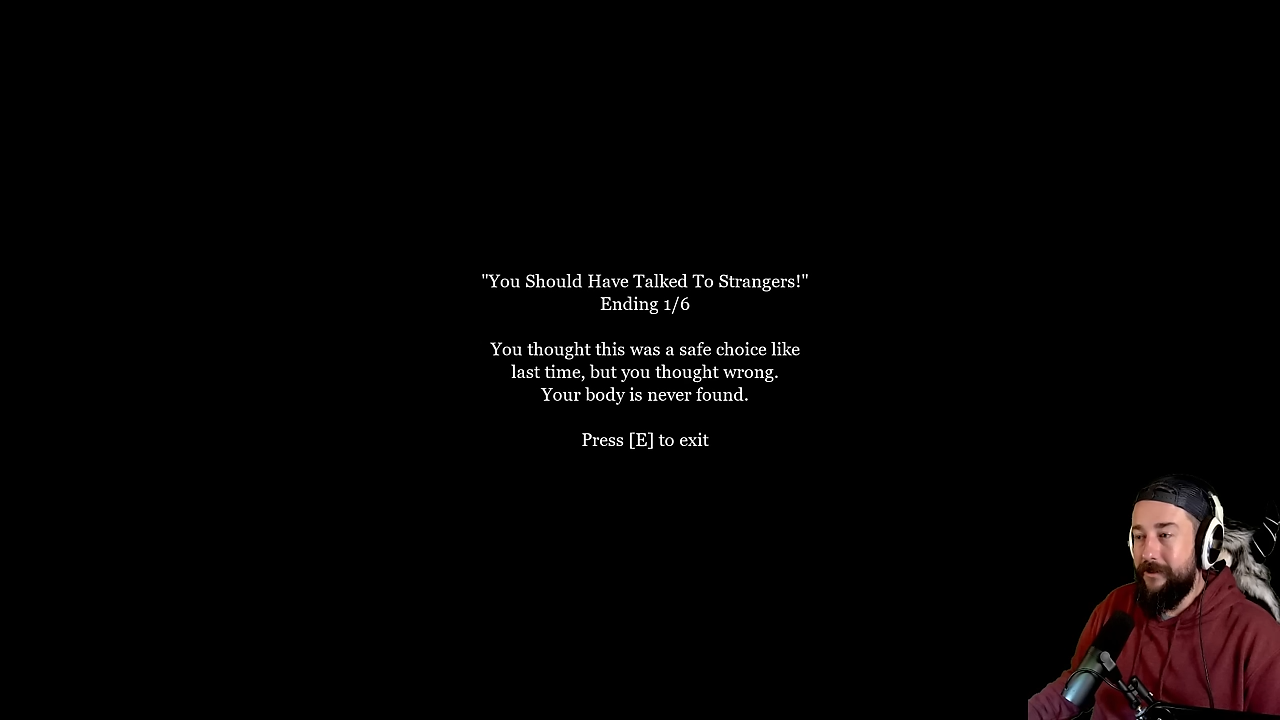 "You Should Have Talked To Strangers!"
Ending 1/6
You thought this was a safe choice like
last time, but you thought wrong.
Your body is never found.
Press [E] to exit